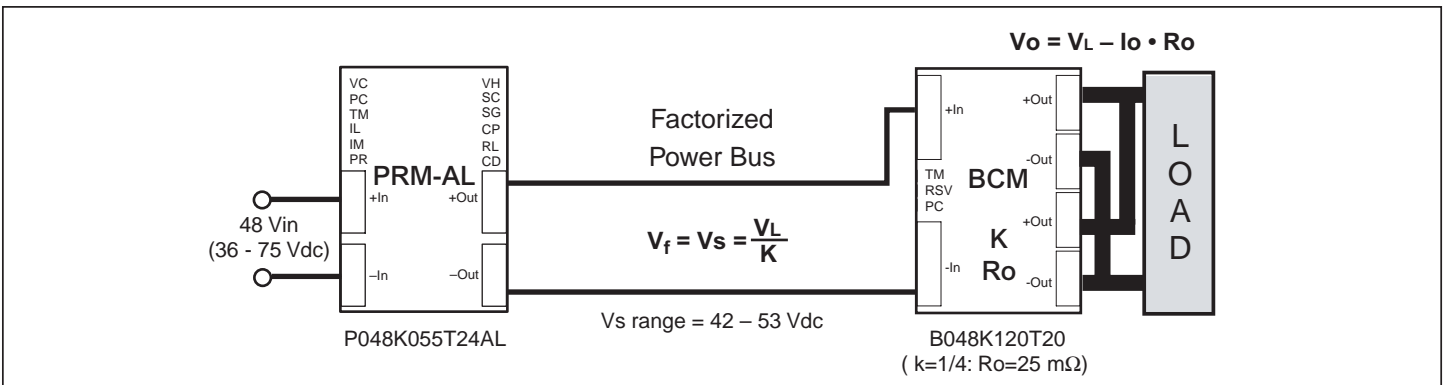 Vo = VL – Io • Ro
VC
PC
TM
IL
IM
PR
VH
SC
SG
CP
RL
CD
PRM-AL
+In
+Out
–In
–Out
48 Vin
(36 - 75 Vdc)
P048K055T24AL
Factorized
Power Bus
Vf = Vs = VL
K
Vs range = 42 – 53 Vdc
+In
TM
RSV
PC
-In
BCM
K
Ro
+Out
-Out
+Out
-Out
B048K120T20
( k=1/4: Ro=25 mΩ)
L
O
A
D